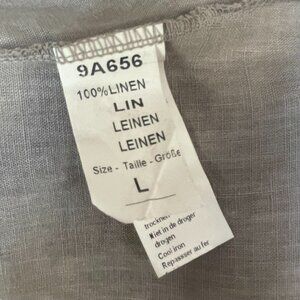 9A656
100%LINEN
LIN
LEINEN
LEINEN
Size - Taille - Größe
L
trocknen
Niet in de droger
drogen
Cool iron
Repasser au fer